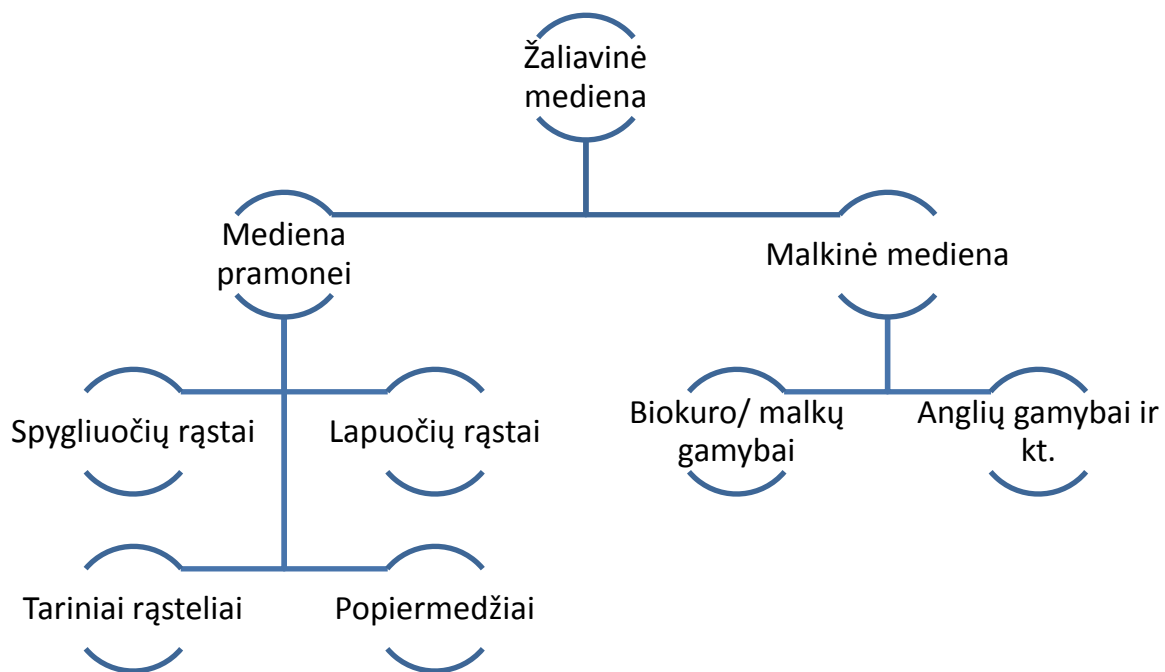 Žaliavinė
mediena
Mediena
pramonei
Malkinė mediena
Spygliuočių rąstai
Lapuočių rąstai
Biokuro/ malkų
gamybai
Anglių gamybai ir
kt.
Tariniai rąsteliai
Popiermedžiai